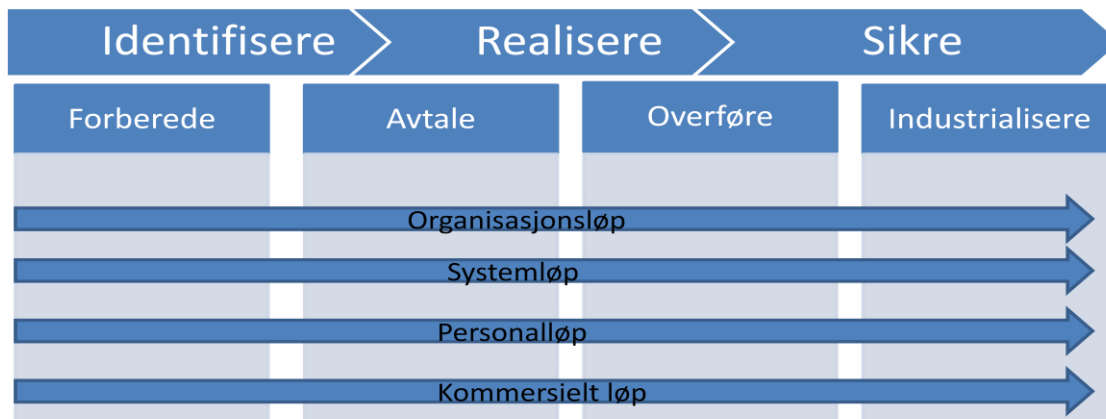 Identifisere
Realisere
Sikre
Forberede
Avtale
Overføre
Industrialisere
Organisasjonsløp
Systemløp
Personalløp
Kommersielt løp